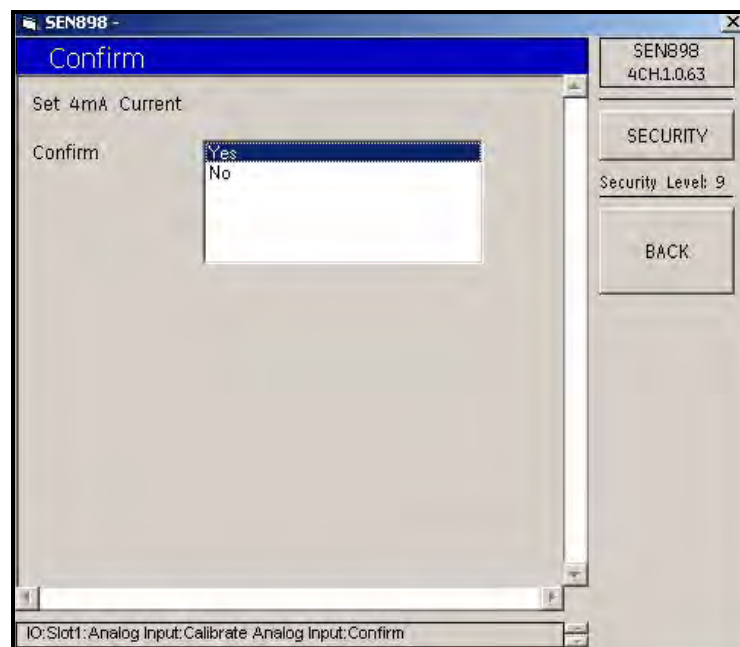 SEN898 -
Confirm
Set 4mA Current
Confirm
Yes
No
SEN898
4CH.1.0.63
SECURITY
Security Level: 9
BACK
IO:Slot1:Analog Input:Calibrate Analog Input:Confirm